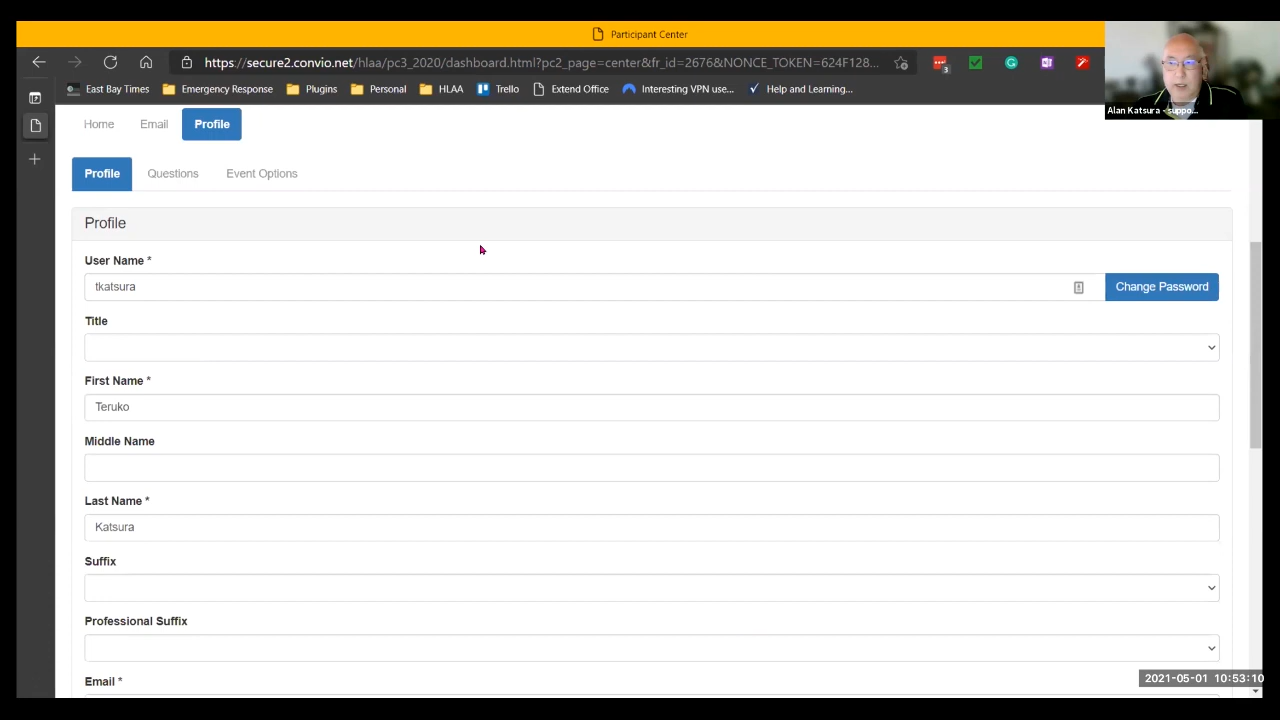 Participant Center
https://secure2.convio.net/hlaa/pc3_2020/dashboard.html?pc2_page=center&fr_id=2676&NONCE_TOKEN=624F128...
3
East Bay Times Emergency Response Plugins Personal HLAA Trello Extend Office Interesting VPN use... Help and Learning...
Alan Katsura - suppo...
Home Email Profile
Profile Questions Event Options
Profile
User Name *
tkatsura Change Password
Title
First Name *
Teruko
Middle Name
Last Name *
Katsura
Suffix
Professional Suffix
Email *
2021-05-01 10:53:10